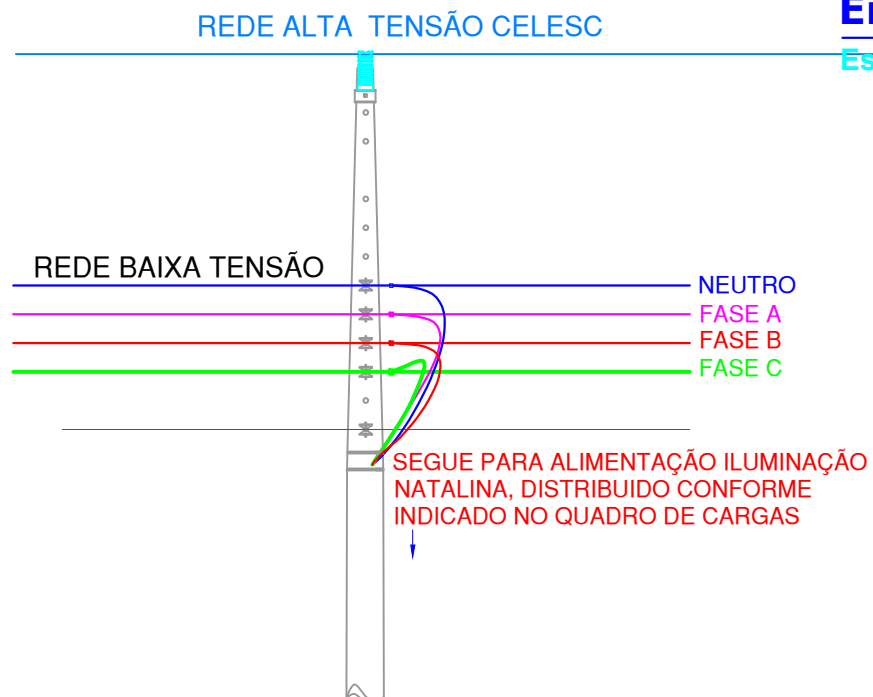 REDE ALTA TENSÃO CELESC
REDE BAIXA TENSÃO
NEUTRO
FASE A
FASE B
FASE C
SEGUE PARA ALIMENTAÇÃO ILUMINAÇÃO
NATALINA, DISTRIBUIDO CONFORME
INDICADO NO QUADRO DE CARGAS